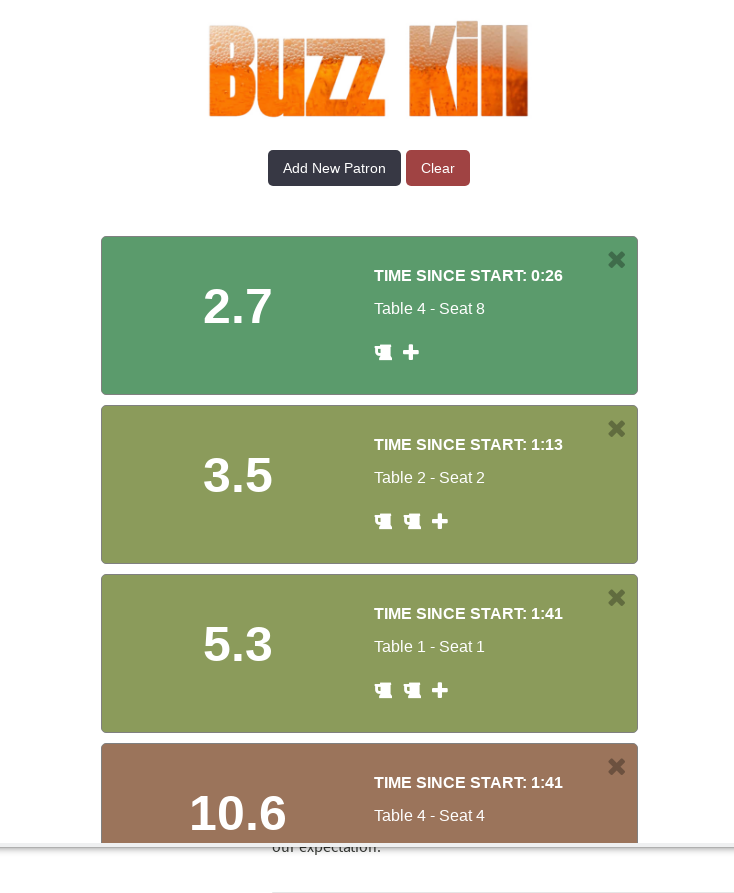 Buzz Kill
Add New Patron Clear
2.7
TIME SINCE START: 0:26
Table 4 - Seat 8
3.5
TIME SINCE START: 1:13
Table 2 - Seat 2
5.3
TIME SINCE START: 1:41
Table 1 - Seat 1
10.6
TIME SINCE START: 1:41
Table 4 - Seat 4
our expectation.